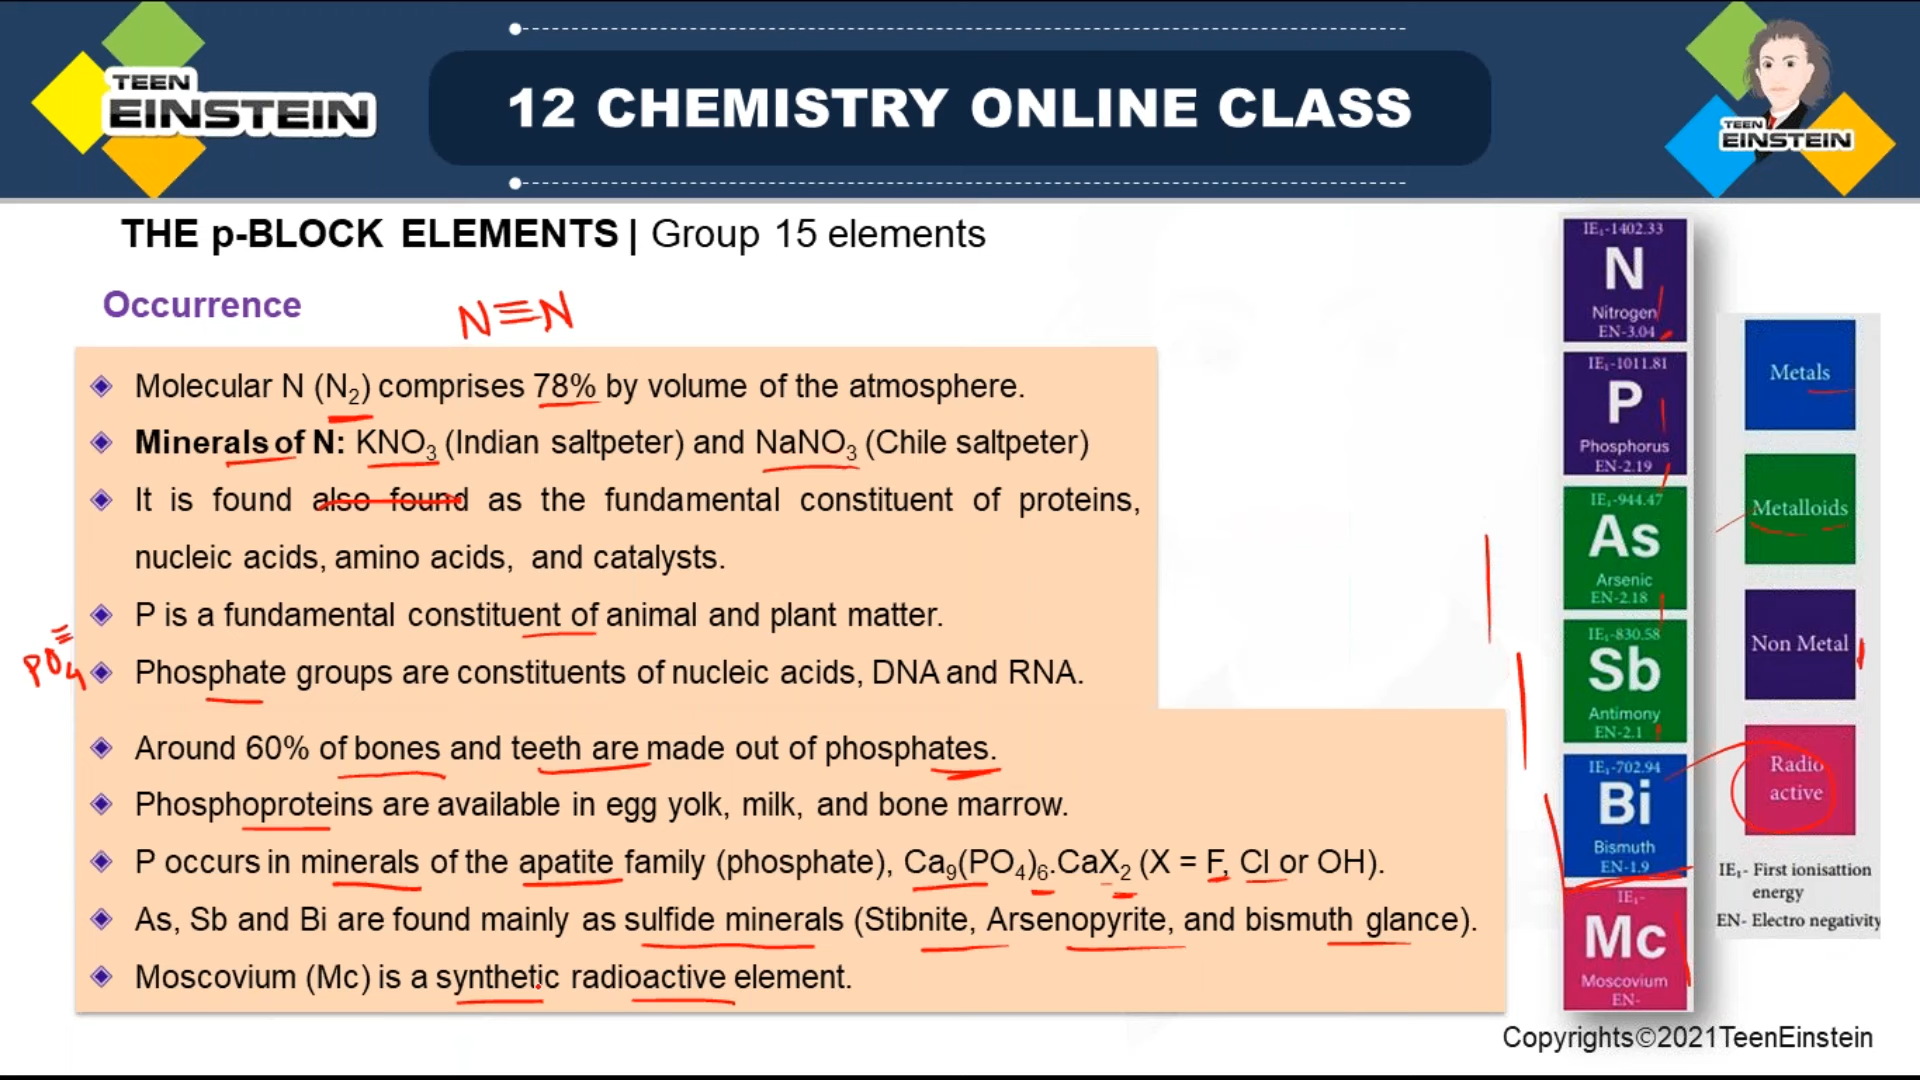 TEEN
EINSTEIN
12 CHEMISTRY ONLINE CLASS
TEEN
EINSTEIN
THE p-BLOCK ELEMENTS | Group 15 elements
Occurrence
N≡N
Molecular N (N₂) comprises 78% by volume of the atmosphere.
Minerals of N: KNO₃ (Indian saltpeter) and NaNO₃ (Chile saltpeter)
It is found also found as the fundamental constituent of proteins,
nucleic acids, amino acids, and catalysts.
P is a fundamental constituent of animal and plant matter.
PO₄≡
Phosphate groups are constituents of nucleic acids, DNA and RNA.
Around 60% of bones and teeth are made out of phosphates.
Phosphoproteins are available in egg yolk, milk, and bone marrow.
P occurs in minerals of the apatite family (phosphate), Ca₉(PO₄)₆.CaX₂ (X = F, Cl or OH).
As, Sb and Bi are found mainly as sulfide minerals (Stibnite, Arsenopyrite, and bismuth glance).
Moscovium (Mc) is a synthetic radioactive element.
IE₁-1402.33
N
Nitrogen
EN-3.04
IE₁-1011.81
P
Phosphorus
EN-2.19
IE₁-944.47
As
Arsenic
EN-2.18
IE₁-830.58
Sb
Antimony
EN-2.1
IE₁-702.94
Bi
Bismuth
EN-1.9
IE₁-
Mc
Moscovium
EN-
Metals
Metalloids
Non Metal
Radio
active
IE₁- First ionisattion
energy
EN- Electro negativity
Copyrights©2021TeenEinstein